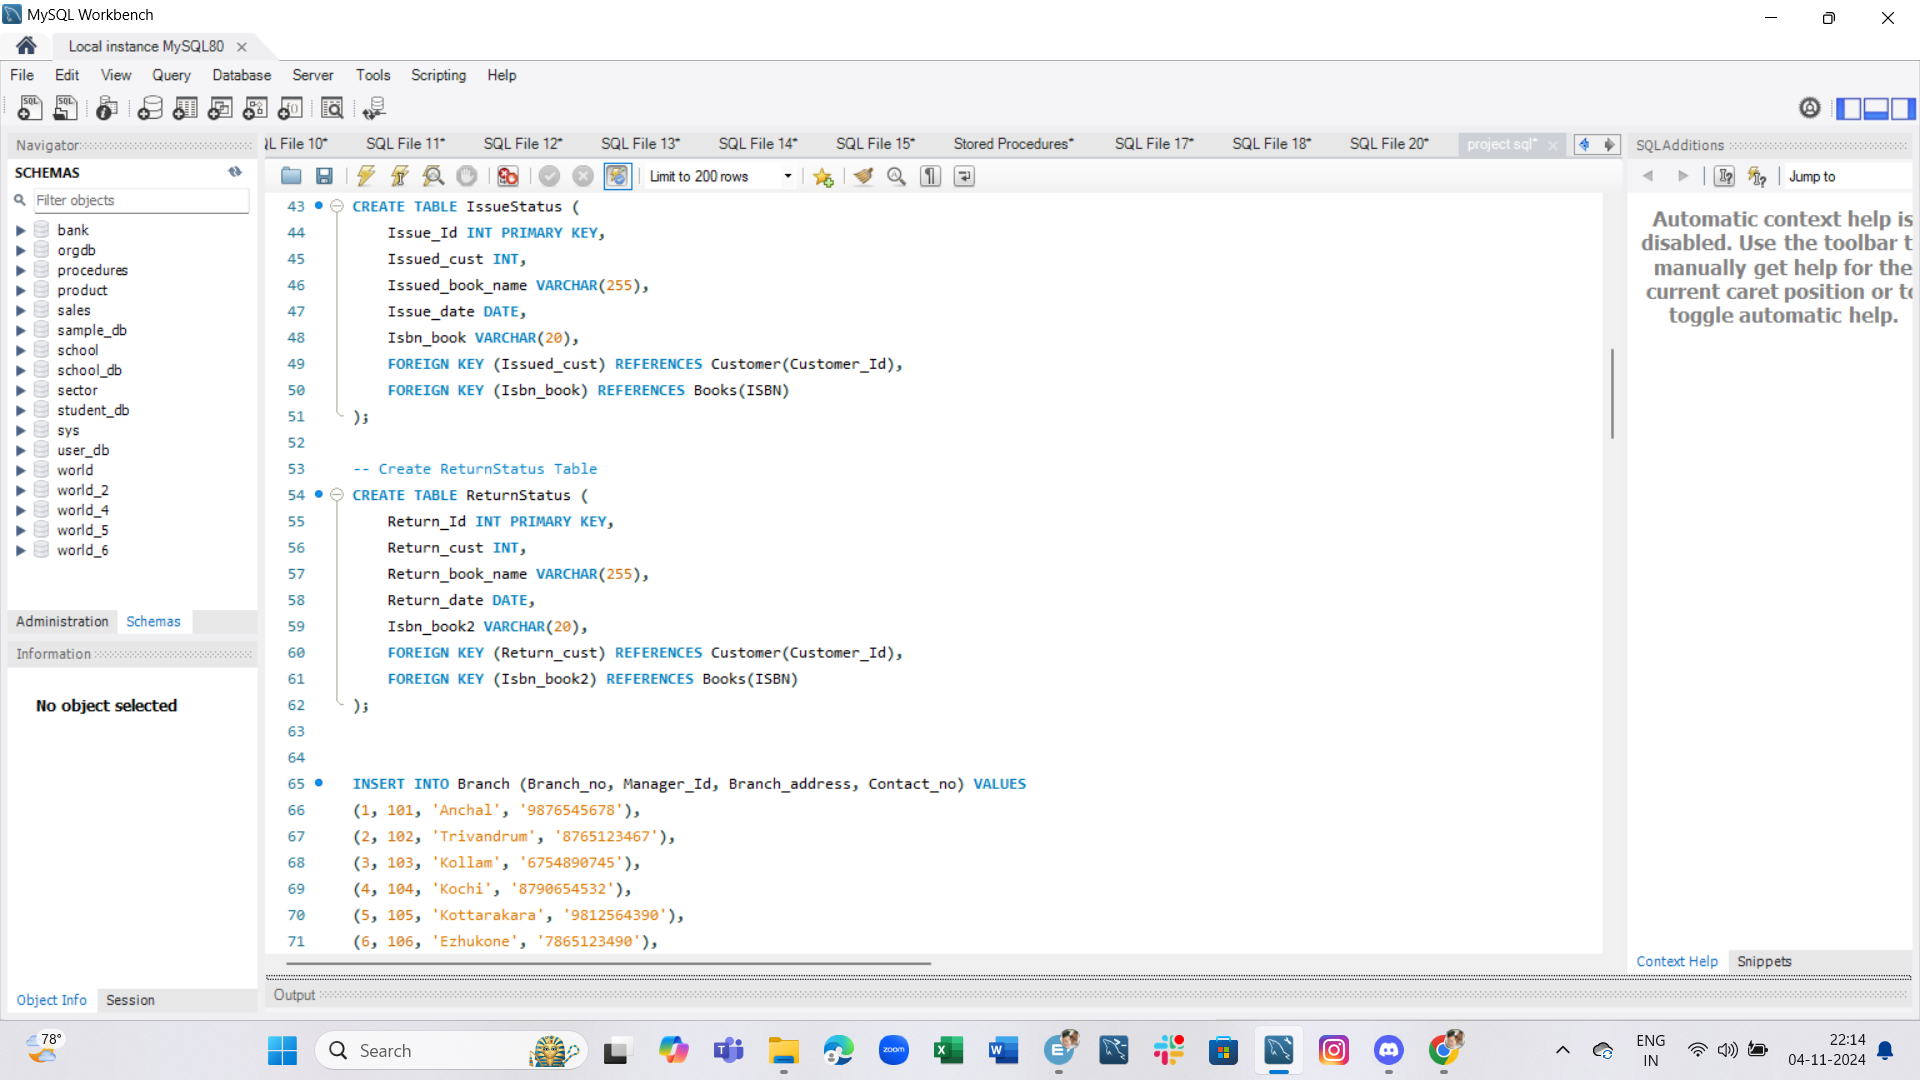 MySQL Workbench
Local instance MySQL80
File Edit View Query Database Server Tools Scripting Help
Navigator
SCHEMAS
Filter objects
bank
orgdb
procedures
product
sales
sample_db
school
school_db
sector
student_db
sys
user_db
world
world_2
world_4
world_5
world_6
Administration Schemas
Information
No object selected
Object Info Session
QL File 10* SQL File 11* SQL File 12* SQL File 13* SQL File 14* SQL File 15* Stored Procedures* SQL File 17* SQL File 18* SQL File 20* project sql*
Limit to 200 rows
43 CREATE TABLE IssueStatus (
44 Issue_Id INT PRIMARY KEY,
45 Issued_cust INT,
46 Issued_book_name VARCHAR(255),
47 Issue_date DATE,
48 Isbn_book VARCHAR(20),
49 FOREIGN KEY (Issued_cust) REFERENCES Customer(Customer_Id),
50 FOREIGN KEY (Isbn_book) REFERENCES Books(ISBN)
51 );
52
53 -- Create ReturnStatus Table
54 CREATE TABLE ReturnStatus (
55 Return_Id INT PRIMARY KEY,
56 Return_cust INT,
57 Return_book_name VARCHAR(255),
58 Return_date DATE,
59 Isbn_book2 VARCHAR(20),
60 FOREIGN KEY (Return_cust) REFERENCES Customer(Customer_Id),
61 FOREIGN KEY (Isbn_book2) REFERENCES Books(ISBN)
62 );
63
64
65 INSERT INTO Branch (Branch_no, Manager_Id, Branch_address, Contact_no) VALUES
66 (1, 101, 'Anchal', '9876545678'),
67 (2, 102, 'Trivandrum', '8765123467'),
68 (3, 103, 'Kollam', '6754890745'),
69 (4, 104, 'Kochi', '8790654532'),
70 (5, 105, 'Kottarakara', '9812564390'),
71 (6, 106, 'Ezhukone', '7865123490'),
Output
SQLAdditions
Jump to
Automatic context help is
disabled. Use the toolbar t
manually get help for the
current caret position or to
toggle automatic help.
Context Help Snippets
78°
Search
zoom
ENG
IN
22:14
04-11-2024